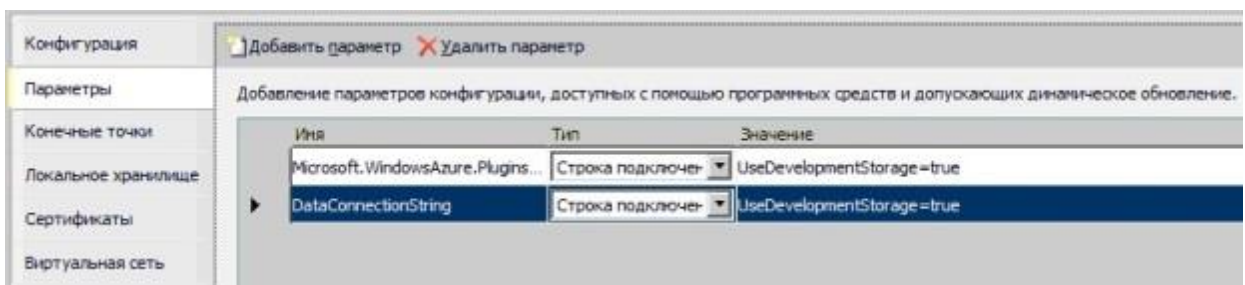 Конфигурация
Добавить параметр Удалить параметр
Параметры
Добавление параметров конфигурации, доступных с помощью программных средств и допускающих динамическое обновление.
Конечные точки
Имя Тип Значение
Microsoft.WindowsAzure.Plugins... Строка подключен UseDevelopmentStorage=true
Локальное хранилище
DataConnectionString Строка подключен UseDevelopmentStorage=true
Сертификаты
Виртуальная сеть